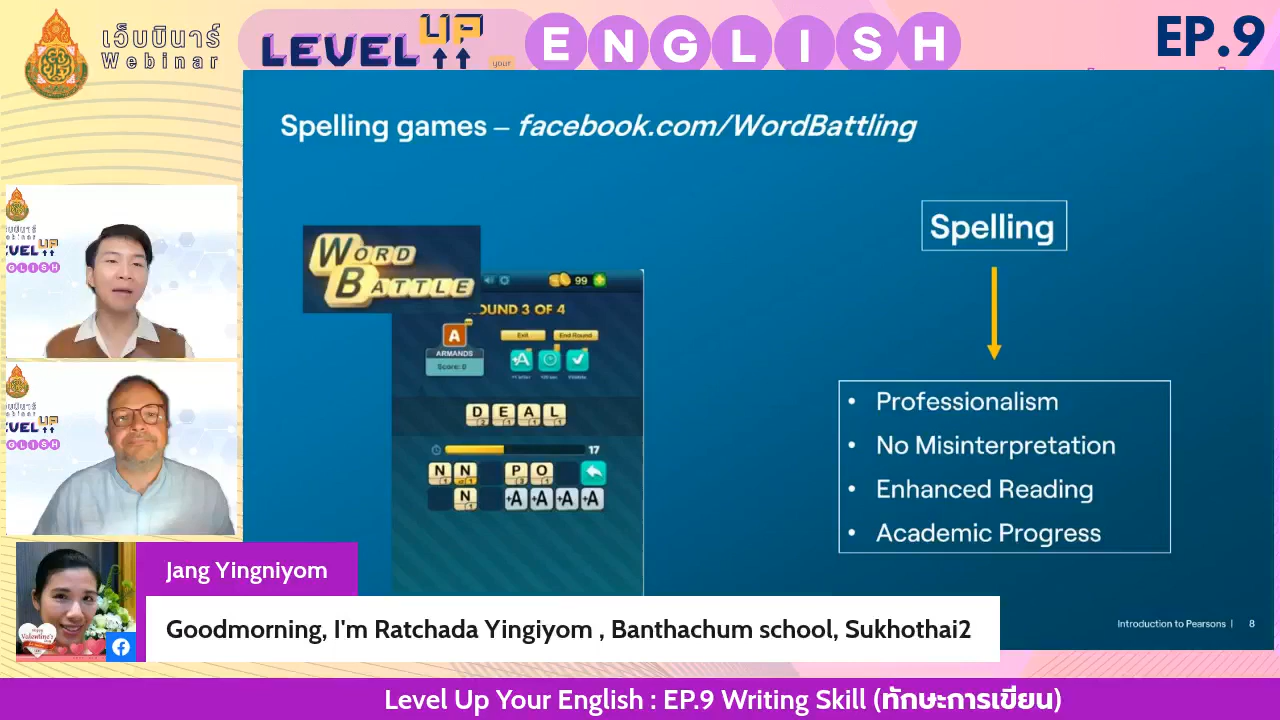 เว็บบินาร์
Webinar
LEVEL UP
your
ENGLISH
EP.9
Spelling games – facebook.com/WordBattling
WORD
BATTLE
99
ROUND 3 OF 4
A
ARMANDS
Score: 0
Exit
End Round
+A
DEAL
17
N N P O
N +A +A +A +A
Spelling
• Professionalism
• No Misinterpretation
• Enhanced Reading
• Academic Progress
Introduction to Pearsons | 8
Jang Yingniyom
Goodmorning, I'm Ratchada Yingiyom , Banthachum school, Sukhothai2
Level Up Your English : EP.9 Writing Skill (ทักษะการเขียน)